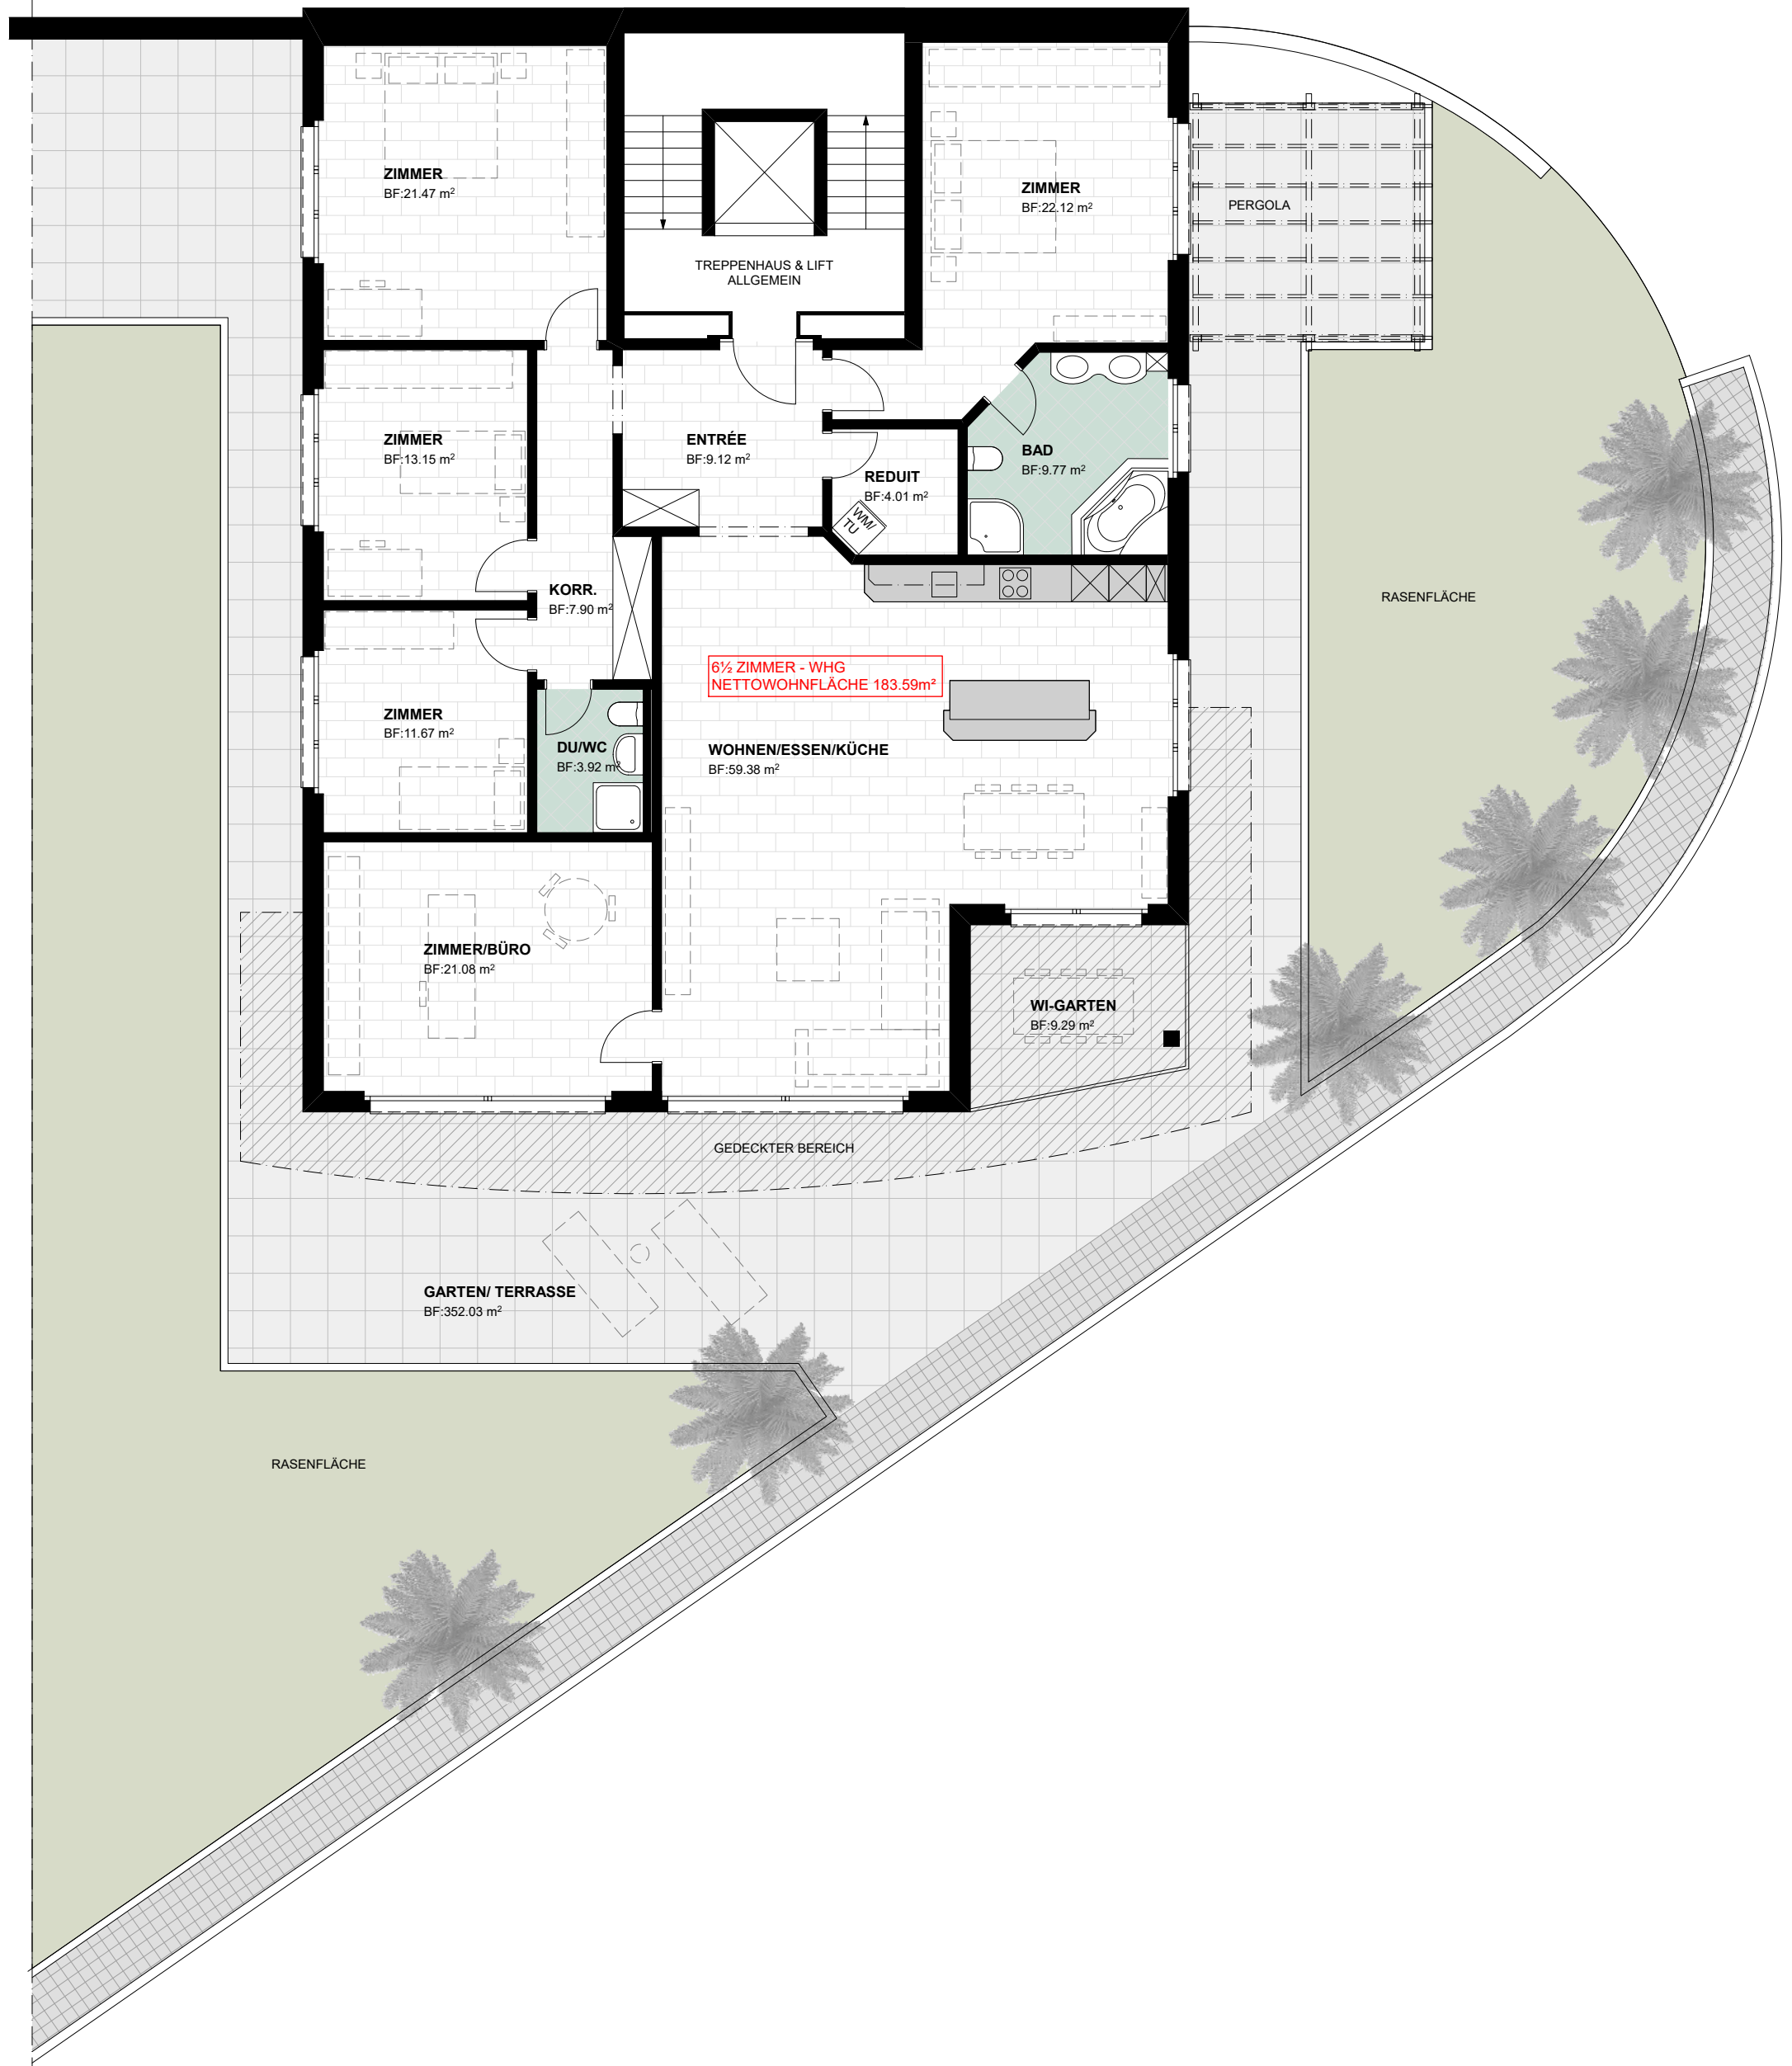 ZIMMER
BF:21.47 m²
ZIMMER
BF:22.12 m²
PERGOLA
TREPPENHAUS & LIFT
ALLGEMEIN
ZIMMER
BF:13.15 m²
ENTRÉE
BF:9.12 m²
BAD
BF:9.77 m²
REDUIT
BF:4.01 m²
WM/
TU
KORR.
BF:7.90 m²
RASENFLÄCHE
6½ ZIMMER - WHG
NETTOWOHNFLÄCHE 183.59m²
ZIMMER
BF:11.67 m²
DU/WC
BF:3.92 m²
WOHNEN/ESSEN/KÜCHE
BF:59.38 m²
ZIMMER/BÜRO
BF:21.08 m²
WI-GARTEN
BF:9.29 m²
GEDECKTER BEREICH
GARTEN/ TERRASSE
BF:352.03 m²
RASENFLÄCHE